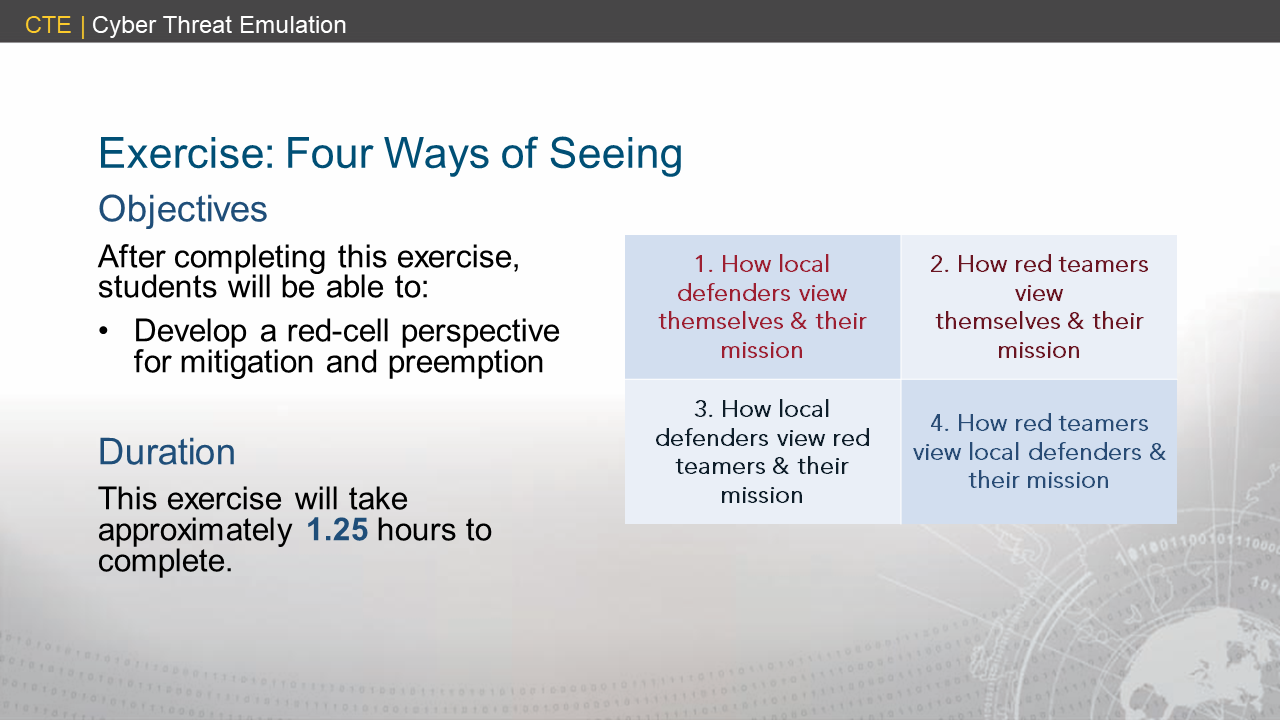 CTE | Cyber Threat Emulation
Exercise: Four Ways of Seeing
Objectives
After completing this exercise,
students will be able to:
• Develop a red-cell perspective
for mitigation and preemption
Duration
This exercise will take
approximately 1.25 hours to
complete.
1. How local
defenders view
themselves & their
mission
2. How red teamers
view
themselves & their
mission
3. How local
defenders view red
teamers & their
mission
4. How red teamers
view local defenders &
their mission